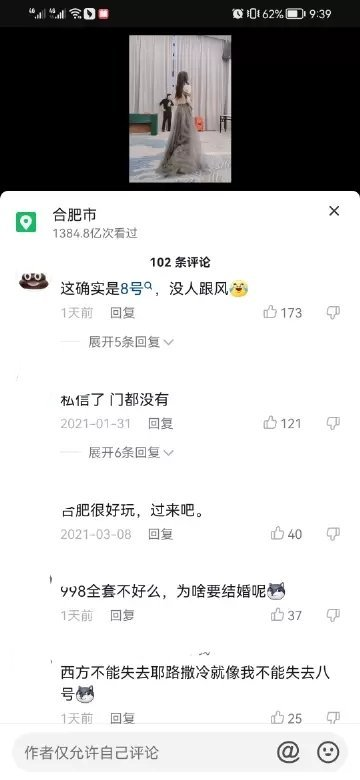 62% 9:39
合肥市
1384.8亿次看过
102 条评论
这确实是8号，没人跟风
1天前 回复 173
展开5条回复
私信了 门都没有
2021-01-31 回复 121
展开6条回复
合肥很好玩，过来吧。
2021-03-08 回复 40
998全套不好么，为啥要结婚呢
1天前 回复 37
西方不能失去耶路撒冷就像我不能失去八
号
1天前 回复 25
作者仅允许自己评论 @